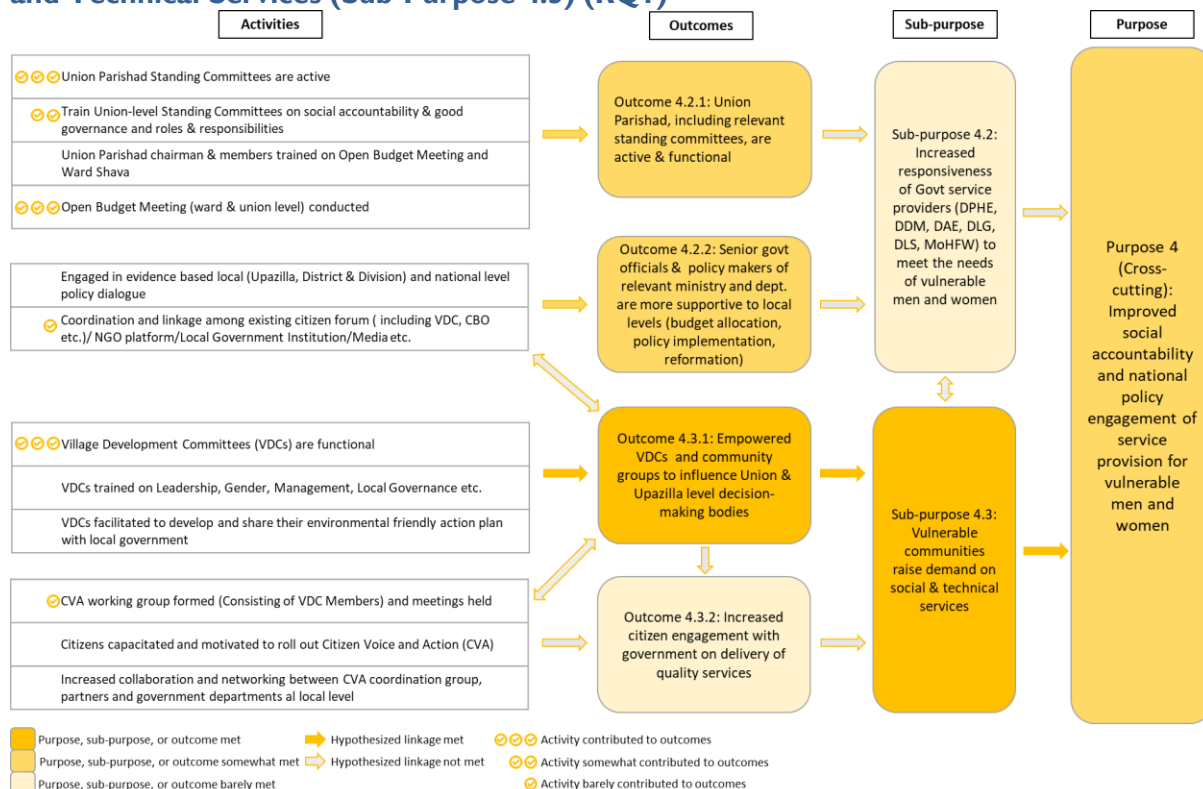 and Technical Services (Sub-Purpose 4.3) (RQ1)
Activities
Outcomes
Sub-purpose
Purpose
Union Parishad Standing Committees are active
Train Union-level Standing Committees on social accountability & good
governance and roles & responsibilities
Union Parishad chairman & members trained on Open Budget Meeting and
Ward Shava
Open Budget Meeting (ward & union level) conducted
Outcome 4.2.1: Union
Parishad, including relevant
standing committees, are
active & functional
Engaged in evidence based local (Upazilla, District & Division) and national level
policy dialogue
Coordination and linkage among existing citizen forum ( including VDC, CBO
etc.)/ NGO platform/Local Government Institution/Media etc.
Outcome 4.2.2: Senior govt
officials & policy makers of
relevant ministry and dept.
are more supportive to local
levels (budget allocation,
policy implementation,
reformation)
Sub-purpose 4.2:
Increased
responsiveness
of Govt service
providers (DPHE,
DDM, DAE, DLG,
DLS, MoHFW) to
meet the needs
of vulnerable
men and women
Village Development Committees (VDCs) are functional
VDCs trained on Leadership, Gender, Management, Local Governance etc.
VDCs facilitated to develop and share their environmental friendly action plan
with local government
Outcome 4.3.1: Empowered
VDCs and community
groups to influence Union &
Upazilla level decision-
making bodies
CVA working group formed (Consisting of VDC Members) and meetings held
Citizens capacitated and motivated to roll out Citizen Voice and Action (CVA)
Increased collaboration and networking between CVA coordination group,
partners and government departments al local level
Outcome 4.3.2: Increased
citizen engagement with
government on delivery of
quality services
Sub-purpose 4.3:
Vulnerable
communities
raise demand on
social & technical
services
Purpose 4
(Cross-
cutting):
Improved
social
accountability
and national
policy
engagement of
service
provision for
vulnerable
men and
women
Purpose, sub-purpose, or outcome met
Purpose, sub-purpose, or outcome somewhat met
Purpose, sub-purpose, or outcome barely met
Hypothesized linkage met
Hypothesized linkage not met
Activity contributed to outcomes
Activity somewhat contributed to outcomes
Activity barely contributed to outcomes